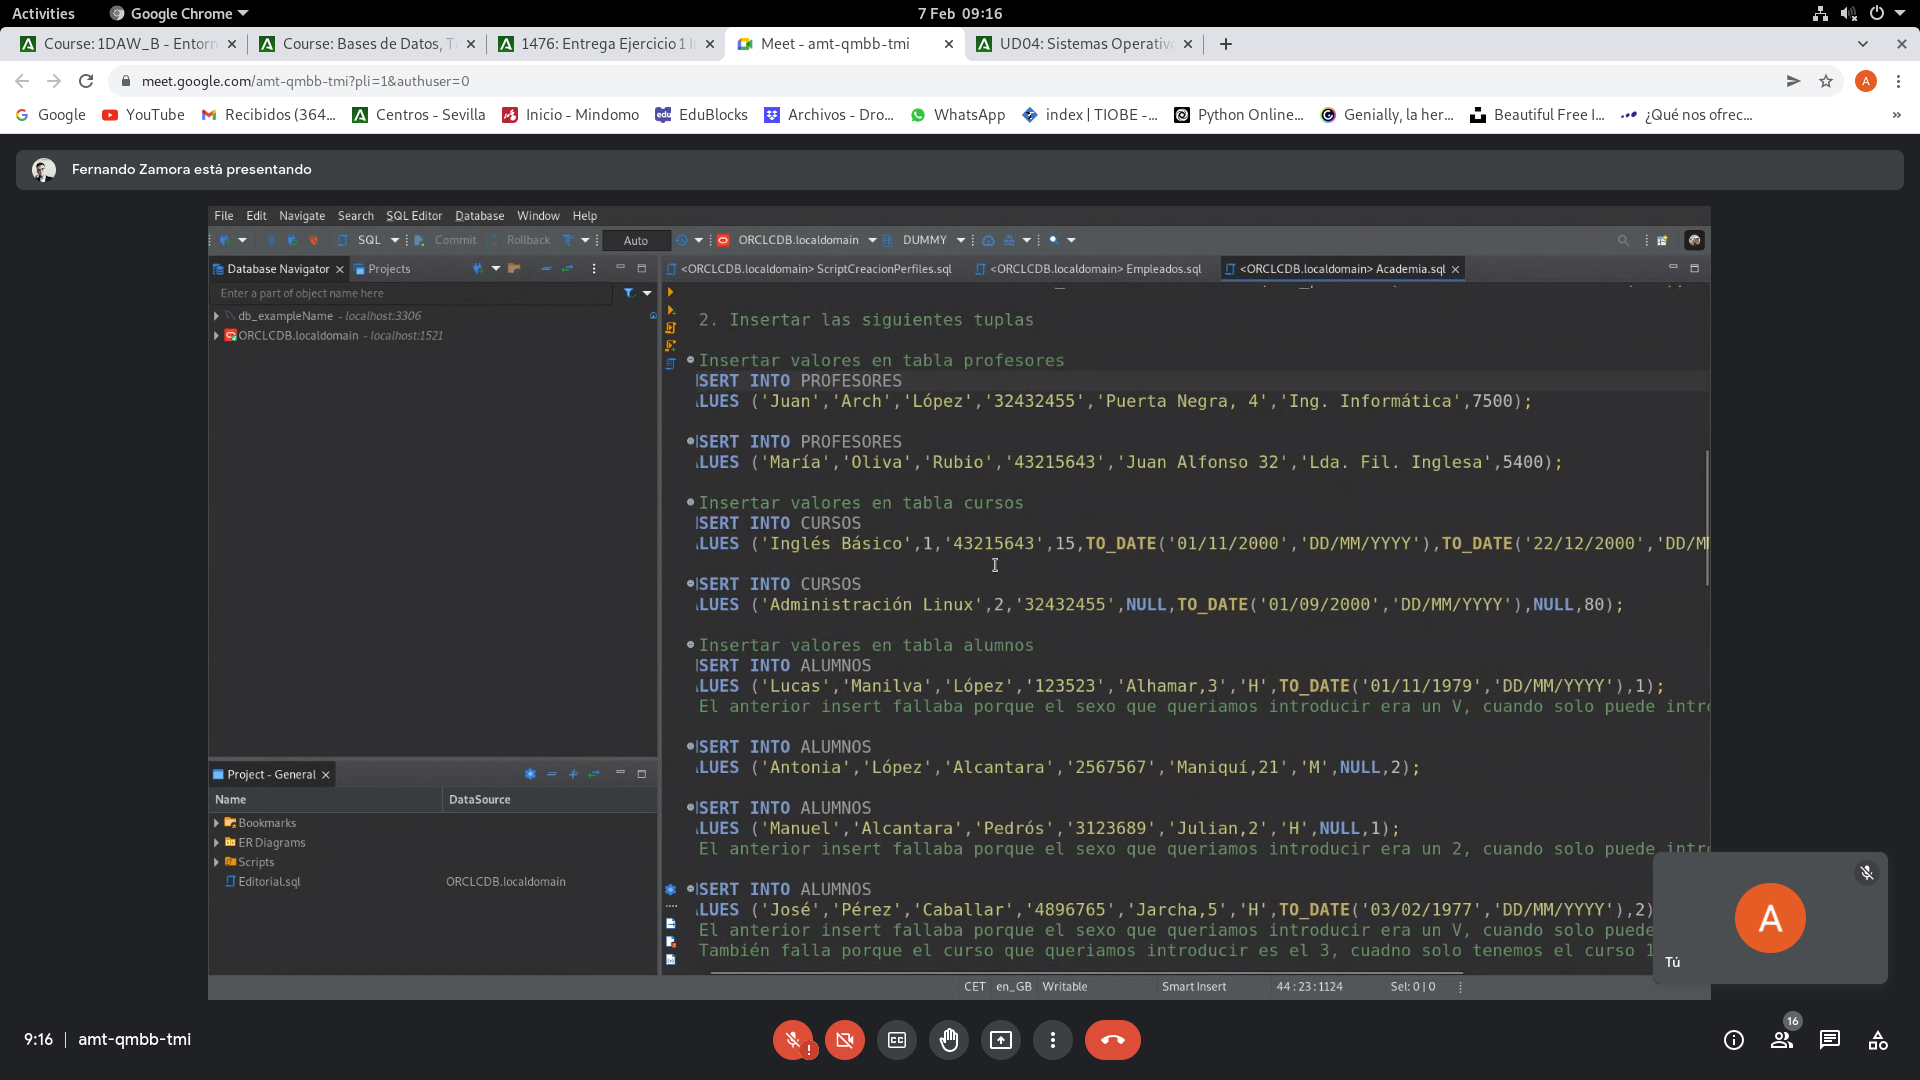 Activities
Google Chrome
7 Feb 09:16
Course: 1DAW_B - Entorn
Course: Bases de Datos, T
1476: Entrega Ejercicio 1 I
Meet - amt-qmbb-tmi
UD04: Sistemas Operativ
meet.google.com/amt-qmbb-tmi?pli=1&authuser=0
A
Google
YouTube
Recibidos (364...
Centros - Sevilla
Inicio - Mindomo
EduBlocks
Archivos - Dro...
WhatsApp
index | TIOBE -...
Python Online...
Genially, la her...
Beautiful Free I...
¿Qué nos ofrec...
Fernando Zamora está presentando
File Edit Navigate Search SQL Editor Database Window Help
SQL Commit Rollback Auto ORCLCDB.localdomain DUMMY
Database Navigator
Projects
<ORCLCDB.localdomain> ScriptCreacionPerfiles.sql
<ORCLCDB.localdomain> Empleados.sql
<ORCLCDB.localdomain> Academia.sql
Enter a part of object name here
db_exampleName - localhost:3306
ORCLCDB.localdomain - localhost:1521
2. Insertar las siguientes tuplas
Insertar valores en tabla profesores
SERT INTO PROFESORES
LUES ('Juan','Arch','López','32432455','Puerta Negra, 4','Ing. Informática',7500);
SERT INTO PROFESORES
LUES ('María','Oliva','Rubio','43215643','Juan Alfonso 32','Lda. Fil. Inglesa',5400);
Insertar valores en tabla cursos
SERT INTO CURSOS
LUES ('Inglés Básico',1,'43215643',15,TO_DATE('01/11/2000','DD/MM/YYYY'),TO_DATE('22/12/2000','DD/M
SERT INTO CURSOS
LUES ('Administración Linux',2,'32432455',NULL,TO_DATE('01/09/2000','DD/MM/YYYY'),NULL,80);
Insertar valores en tabla alumnos
SERT INTO ALUMNOS
LUES ('Lucas','Manilva','López','123523','Alhamar,3','H',TO_DATE('01/11/1979','DD/MM/YYYY'),1);
El anterior insert fallaba porque el sexo que queriamos introducir era un V, cuando solo puede intr
SERT INTO ALUMNOS
LUES ('Antonia','López','Alcantara','2567567','Maniquí,21','M',NULL,2);
SERT INTO ALUMNOS
LUES ('Manuel','Alcantara','Pedrós','3123689','Julian,2','H',NULL,1);
El anterior insert fallaba porque el sexo que queriamos introducir era un 2, cuando solo puede intr
SERT INTO ALUMNOS
LUES ('José','Pérez','Caballar','4896765','Jarcha,5','H',TO_DATE('03/02/1977','DD/MM/YYYY'),2)
El anterior insert fallaba porque el sexo que queriamos introducir era un V, cuando solo puede
También falla porque el curso que queriamos introducir es el 3, cuadno solo tenemos el curso 1
Project - General
Name DataSource
Bookmarks
ER Diagrams
Scripts
Editorial.sql ORCLCDB.localdomain
CET en_GB Writable Smart Insert 44 : 23 : 1124 Sel: 0 | 0
A
Tú
9:16 | amt-qmbb-tmi
16